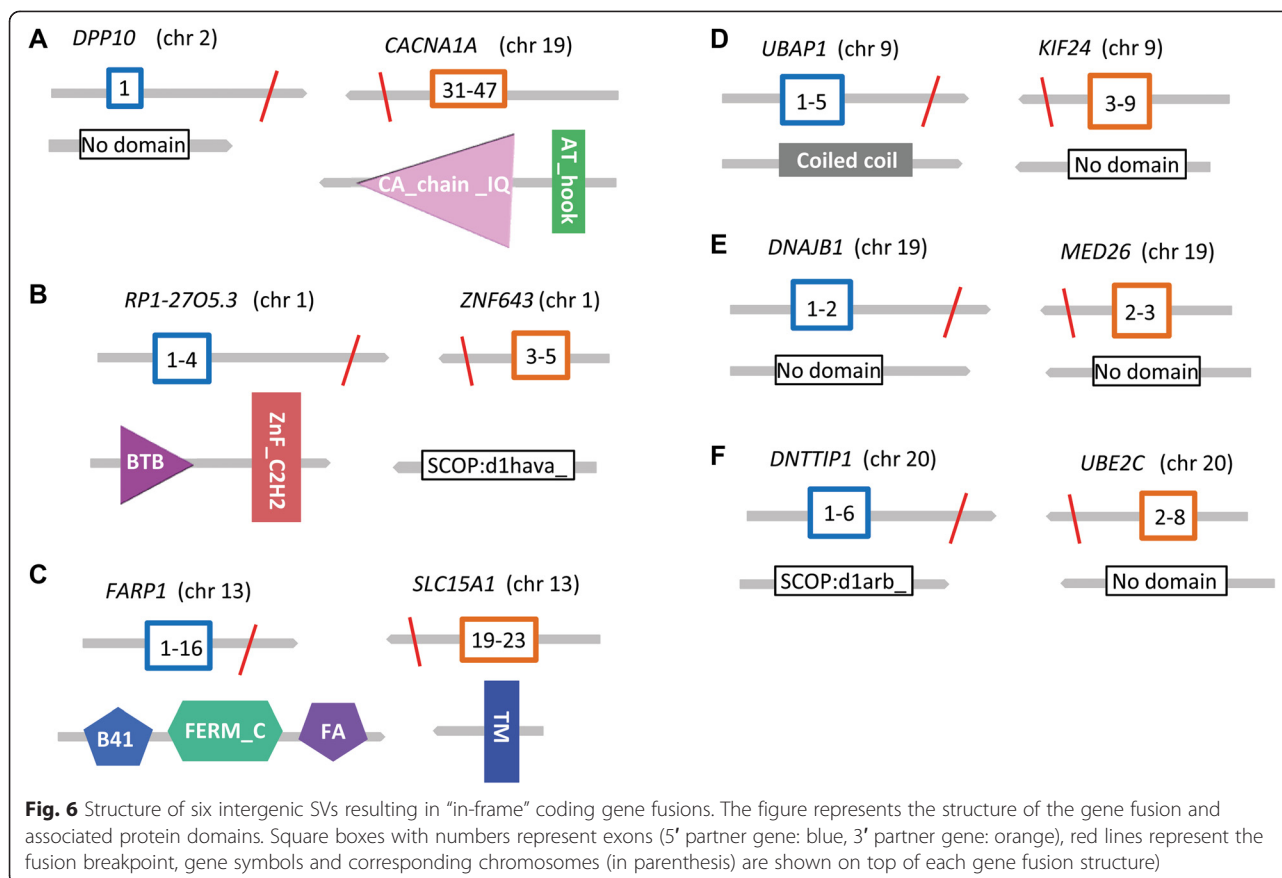 A
DPP10 (chr 2)
CACNA1A (chr 19)
1
31-47
No domain
CA_chain _IQ
AT_hook
B
RP1-27O5.3 (chr 1)
ZNF643 (chr 1)
1-4
3-5
BTB
ZnF_C2H2
SCOP:d1hava_
C
FARP1 (chr 13)
SLC15A1 (chr 13)
1-16
19-23
B41
FERM_C
FA
TM
D
UBAP1 (chr 9)
KIF24 (chr 9)
1-5
3-9
Coiled coil
No domain
E
DNAJB1 (chr 19)
MED26 (chr 19)
1-2
2-3
No domain
No domain
F
DNTTIP1 (chr 20)
UBE2C (chr 20)
1-6
2-8
SCOP:d1arb_
No domain
Fig. 6 Structure of six intergenic SVs resulting in “in-frame” coding gene fusions. The figure represents the structure of the gene fusion and
associated protein domains. Square boxes with numbers represent exons (5′ partner gene: blue, 3′ partner gene: orange), red lines represent the
fusion breakpoint, gene symbols and corresponding chromosomes (in parenthesis) are shown on top of each gene fusion structure)